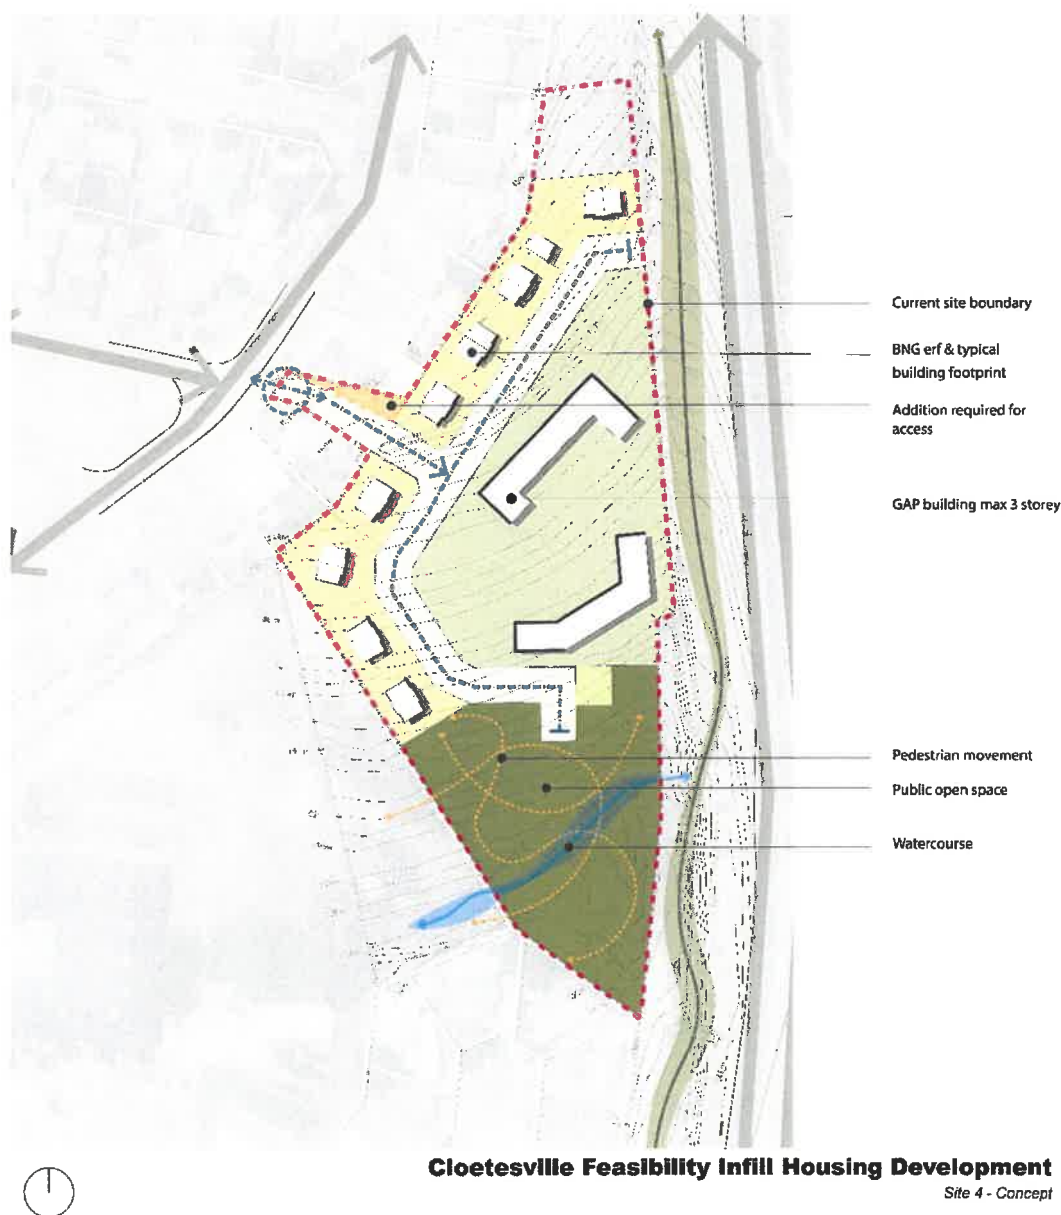 Current site boundary
BNG erf & typical
building footprint
Addition required for
access
GAP building max 3 storey
Pedestrian movement
Public open space
Watercourse
Cloetesville Feasibility Infill Housing Development
Site 4 - Concept